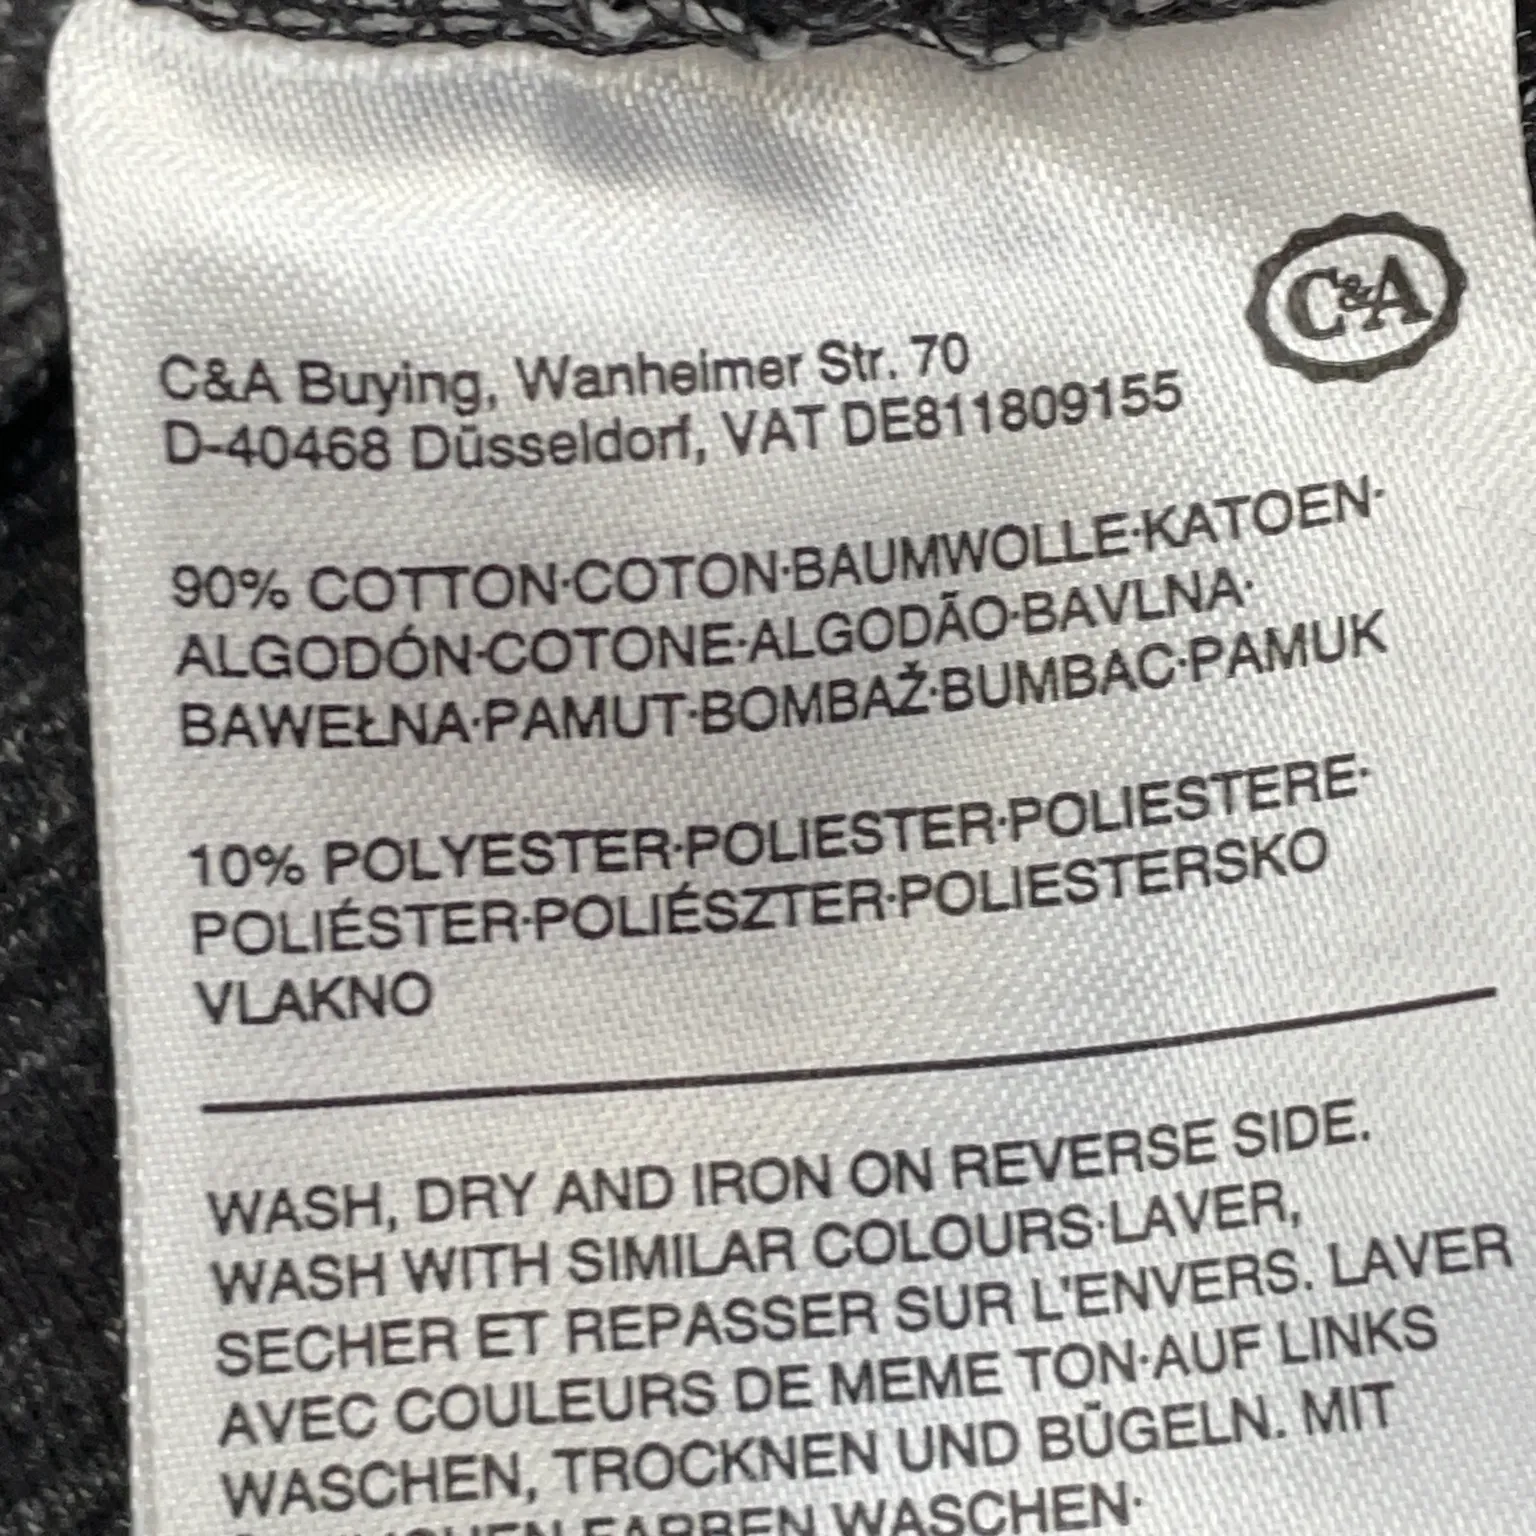 C&A
C&A Buying, Wanheimer Str. 70
D-40468 Düsseldorf, VAT DE811809155
90% COTTON·COTON·BAUMWOLLE·KATOEN·
ALGODÓN·COTONE·ALGODÃO·BAVLNA·
BAWEŁNA·PAMUT·BOMBAŽ·BUMBAC·PAMUK
10% POLYESTER·POLIESTER·POLIESTERE·
POLIÉSTER·POLIÉSZTER·POLIESTERSKO
VLAKNO
WASH, DRY AND IRON ON REVERSE SIDE.
WASH WITH SIMILAR COLOURS·LAVER,
SECHER ET REPASSER SUR L'ENVERS. LAVER
AVEC COULEURS DE MEME TON·AUF LINKS
WASCHEN, TROCKNEN UND BÜGELN. MIT
FARBEN WASCHEN·